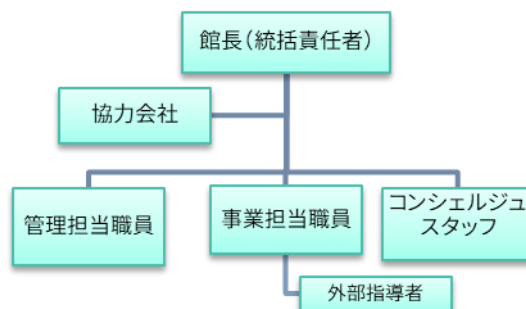 館長（統括責任者）
協力会社
管理担当職員
事業担当職員
コンシェルジュ
スタッフ
外部指導者